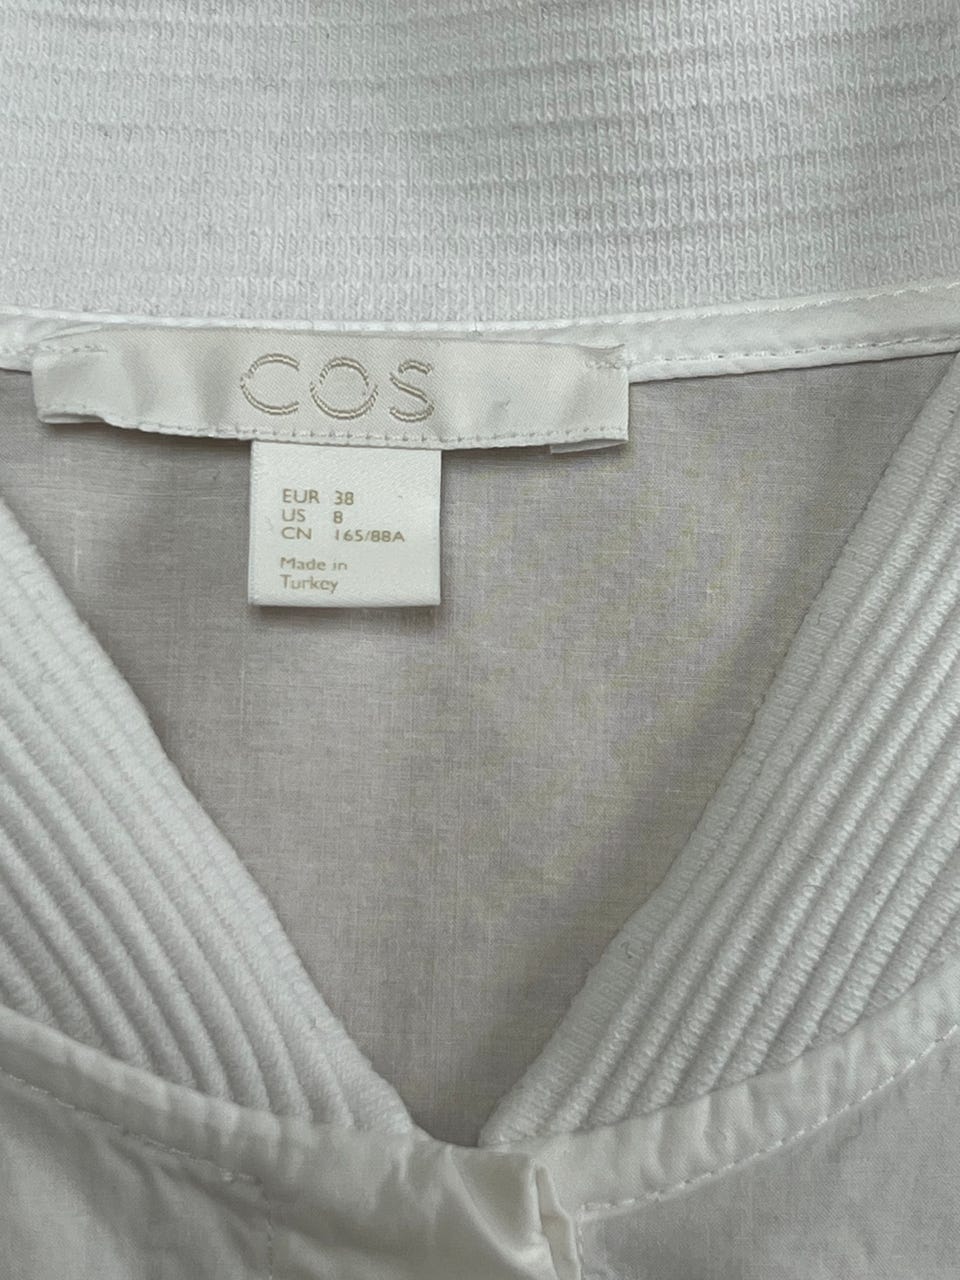 COS
EUR 38
US 8
CN 165/88A
Made in
Turkey